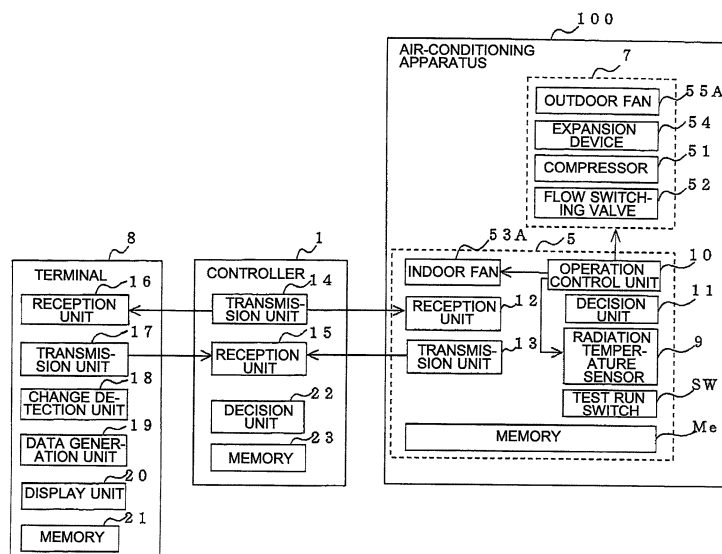 100
AIR-CONDITIONING
APPARATUS
7
OUTDOOR FAN
55A
EXPANSION
DEVICE
54
COMPRESSOR
51
FLOW SWITCH-
ING VALVE
52
8
TERMINAL
16
RECEPTION
UNIT
17
TRANSMIS-
SION UNIT
18
CHANGE DE-
TECTION UNIT
19
DATA GENER-
ATION UNIT
20
DISPLAY UNIT
21
MEMORY
1
CONTROLLER
14
TRANSMIS-
SION UNIT
15
RECEPTION
UNIT
22
DECISION
UNIT
23
MEMORY
53A
5
INDOOR FAN
OPERATION
CONTROL UNIT
10
RECEPTION
UNIT
12
DECISION
UNIT
11
TRANSMIS-
SION UNIT
13
RADIATION
TEMPER-
ATURE
SENSOR
9
TEST RUN
SWITCH
SW
MEMORY
Me